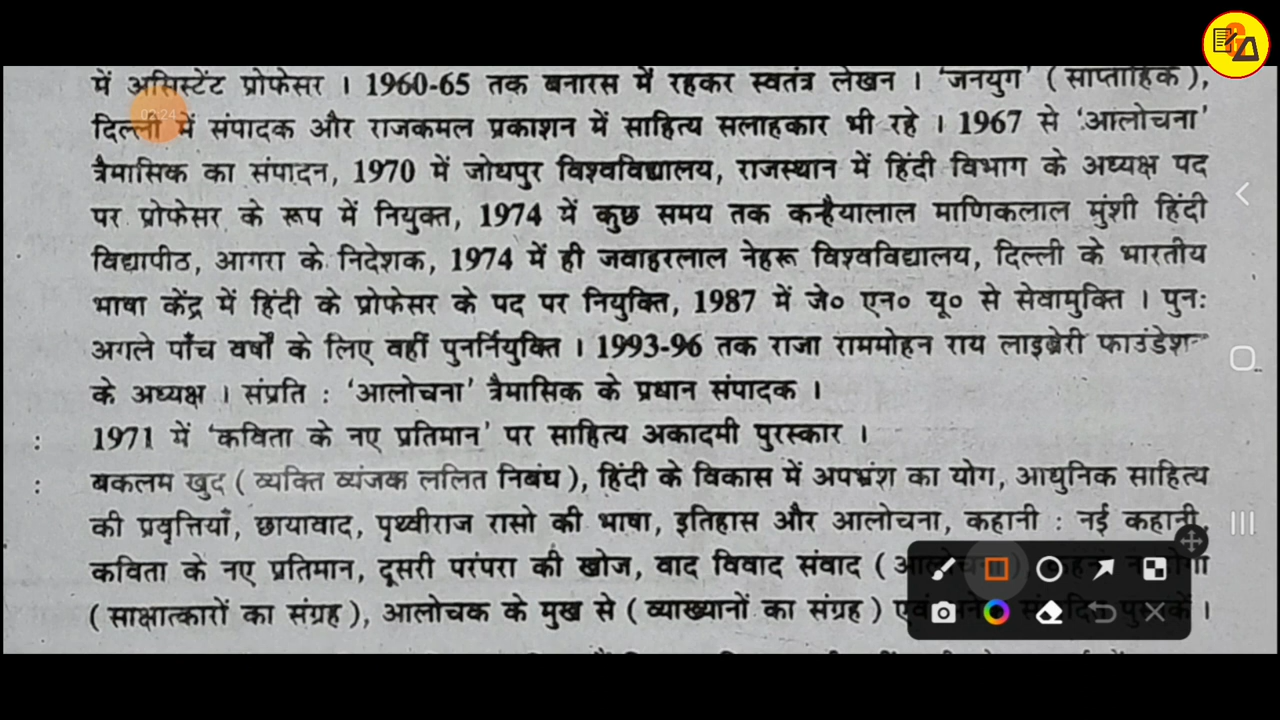 में असिस्टेंट प्रोफेसर । 1960-65 तक बनारस में रहकर स्वतंत्र लेखन । 'जनयुग' ( साप्ताहिक ),
02:24
दिल्ली में संपादक और राजकमल प्रकाशन में साहित्य सलाहकार भी रहे । 1967 से 'आलोचना'
त्रैमासिक का संपादन, 1970 में जोधपुर विश्वविद्यालय, राजस्थान में हिंदी विभाग के अध्यक्ष पद
पर प्रोफेसर के रूप में नियुक्त, 1974 में कुछ समय तक कन्हैयालाल माणिकलाल मुंशी हिंदी
विद्यापीठ, आगरा के निदेशक, 1974 में ही जवाहरलाल नेहरू विश्वविद्यालय, दिल्ली के भारतीय
भाषा केंद्र में हिंदी के प्रोफेसर के पद पर नियुक्ति, 1987 में जे० एन० यू० से सेवामुक्ति । पुनः
अगले पाँच वर्षों के लिए वहीं पुनर्नियुक्ति । 1993-96 तक राजा राममोहन राय लाइब्रेरी फाउंडेशन
के अध्यक्ष । संप्रति : 'आलोचना' त्रैमासिक के प्रधान संपादक ।
: 1971 में 'कविता के नए प्रतिमान' पर साहित्य अकादमी पुरस्कार ।
: बकलम खुद ( व्यक्ति व्यंजक ललित निबंध ), हिंदी के विकास में अपभ्रंश का योग, आधुनिक साहित्य
की प्रवृत्तियाँ, छायावाद, पृथ्वीराज रासो की भाषा, इतिहास और आलोचना, कहानी : नई कहानी,
कविता के नए प्रतिमान, दूसरी परंपरा की खोज, वाद विवाद संवाद (
( साक्षात्कारों का संग्रह ), आलोचक के मुख से ( व्याख्यानों का संग्रह ) एवं